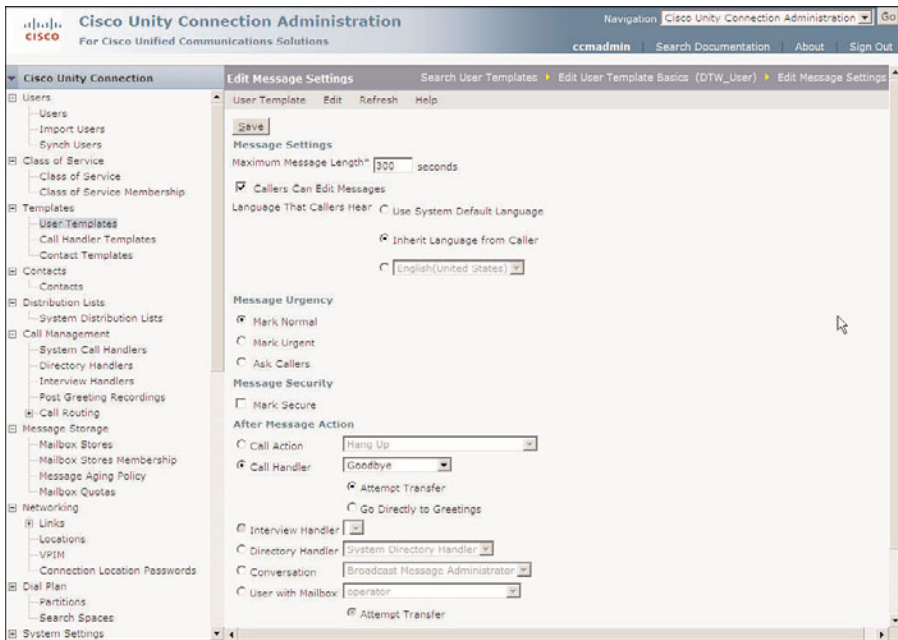 cisco
Cisco Unity Connection Administration
For Cisco Unified Communications Solutions
Navigation Cisco Unity Connection Administration Go
ccmadmin Search Documentation About Sign Out
Cisco Unity Connection
Users
Users
Import Users
Synch Users
Class of Service
Class of Service
Class of Service Membership
Templates
User Templates
Call Handler Templates
Contact Templates
Contacts
Contacts
Distribution Lists
System Distribution Lists
Call Management
System Call Handlers
Directory Handlers
Interview Handlers
Post Greeting Recordings
Call Routing
Message Storage
Mailbox Stores
Mailbox Stores Membership
Message Aging Policy
Mailbox Quotas
Networking
Links
Locations
VPIM
Connection Location Passwords
Dial Plan
Partitions
Search Spaces
System Settings
Edit Message Settings Search User Templates Edit User Template Basics (DTW_User) Edit Message Settings
User Template Edit Refresh Help
Save
Message Settings
Maximum Message Length* 300 seconds
Callers Can Edit Messages
Language That Callers Hear Use System Default Language
Inherit Language from Caller
English(United States)
Message Urgency
Mark Normal
Mark Urgent
Ask Callers
Message Security
Mark Secure
After Message Action
Call Action Hang Up
Call Handler Goodbye
Attempt Transfer
Go Directly to Greetings
Interview Handler
Directory Handler System Directory Handler
Conversation Broadcast Message Administrator
User with Mailbox operator
Attempt Transfer